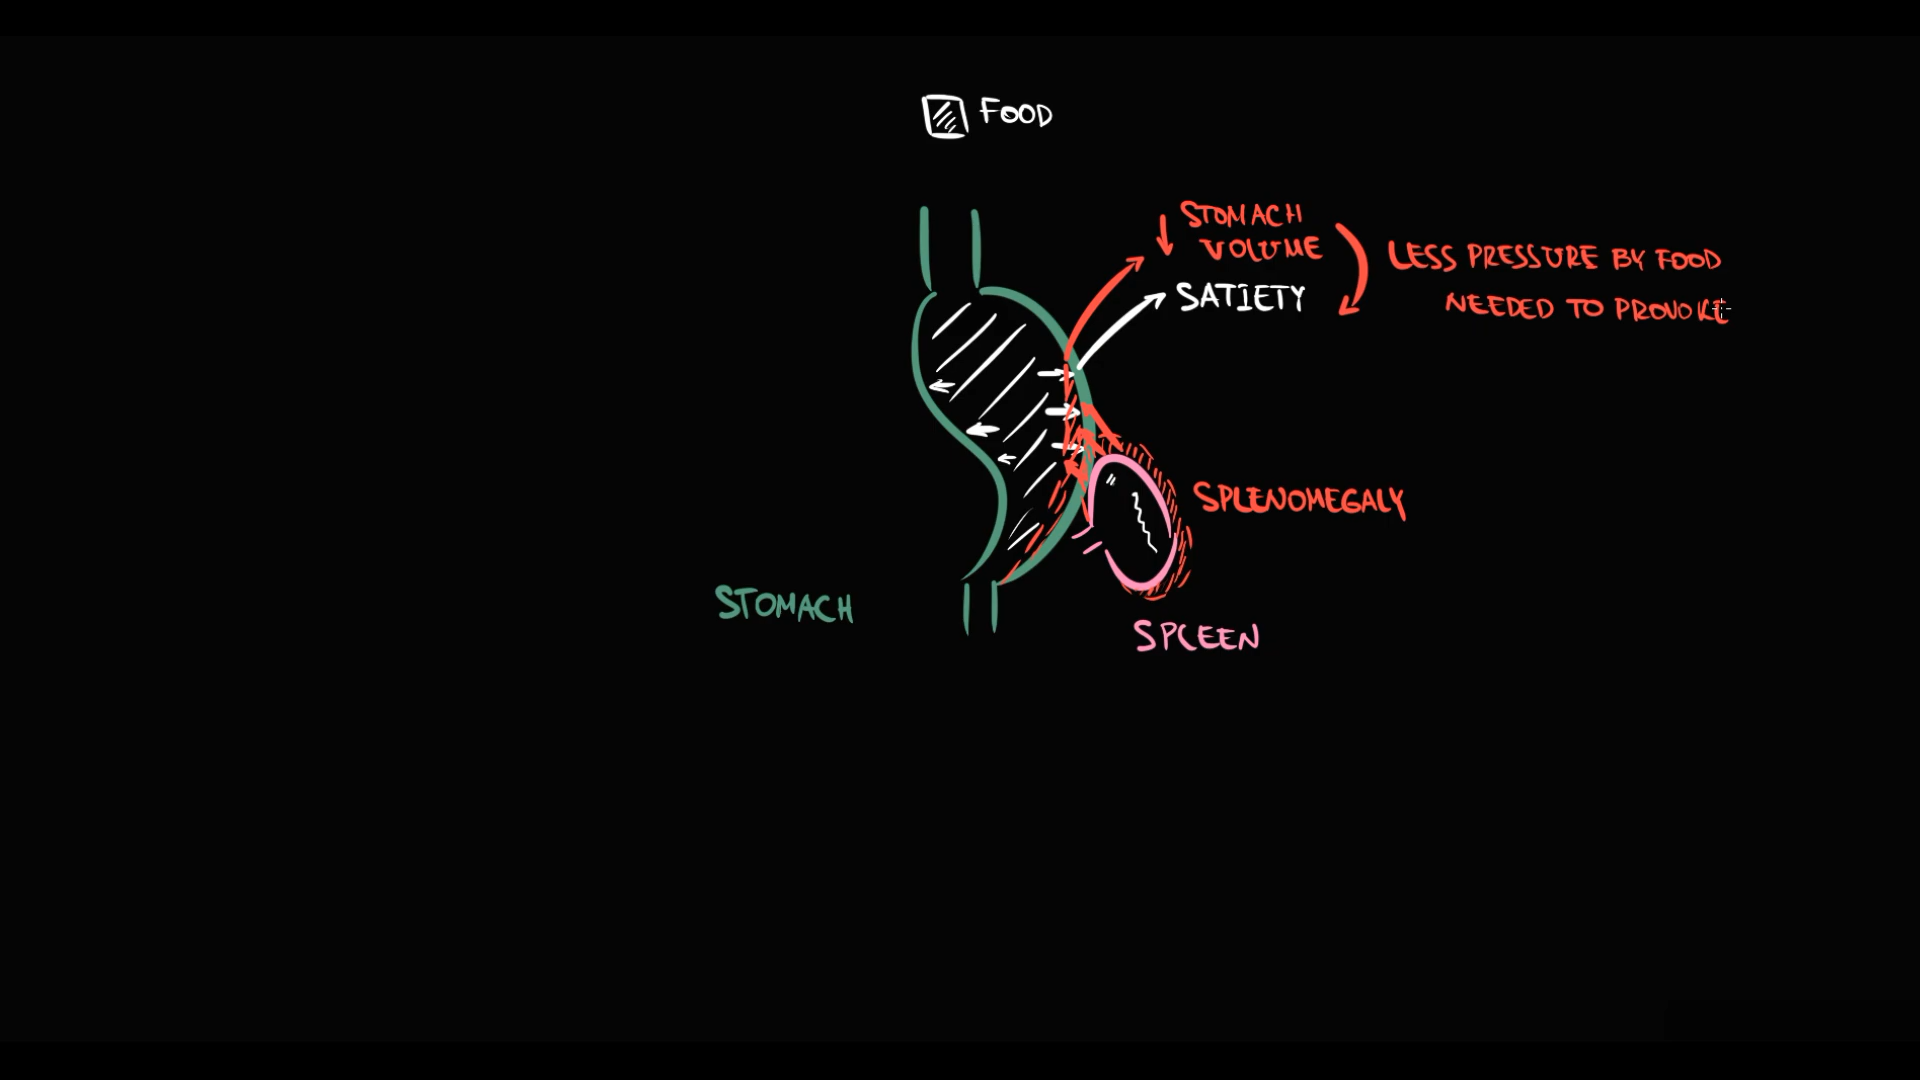 FOOD
↓ STOMACH
VOLUME
SATIETY
LESS PRESSURE BY FOOD
NEEDED TO PROVOKE
SPLENOMEGALY
STOMACH
SPLEEN